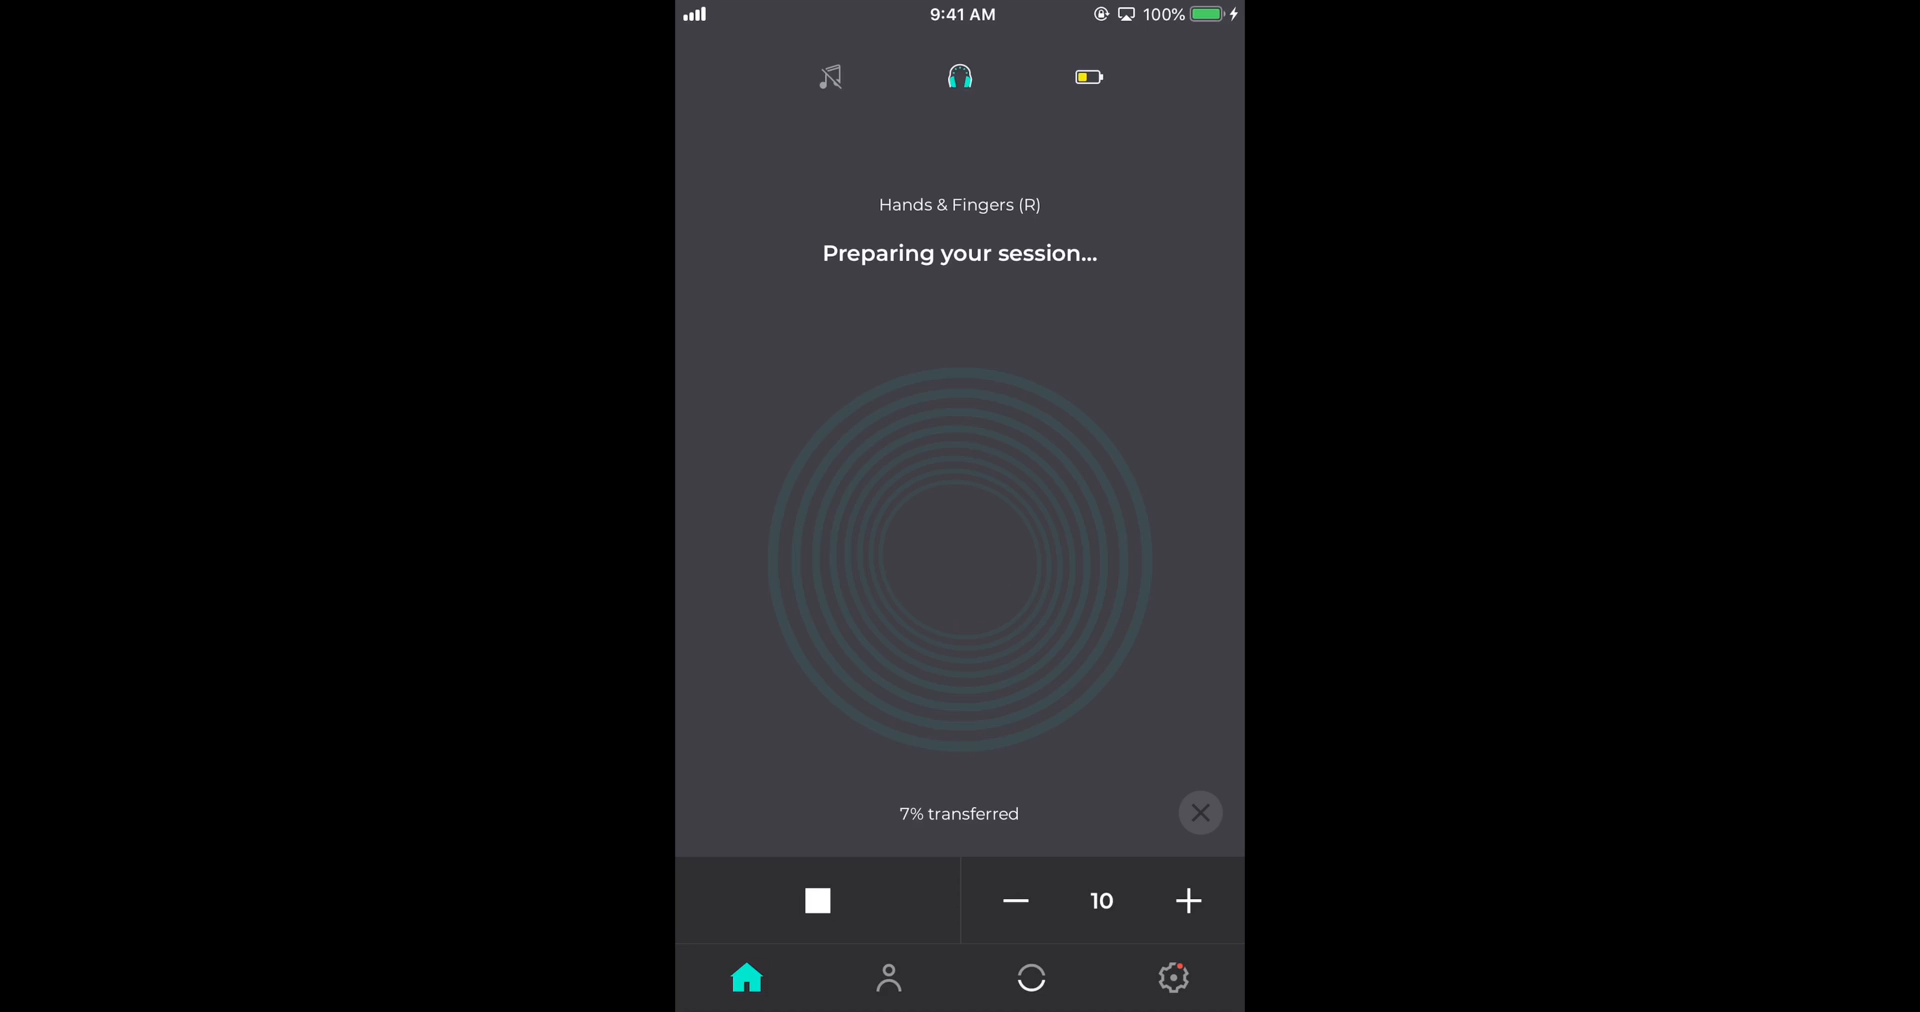 9:41 AM
100%
Hands & Fingers (R)
Preparing your session...
7% transferred
10